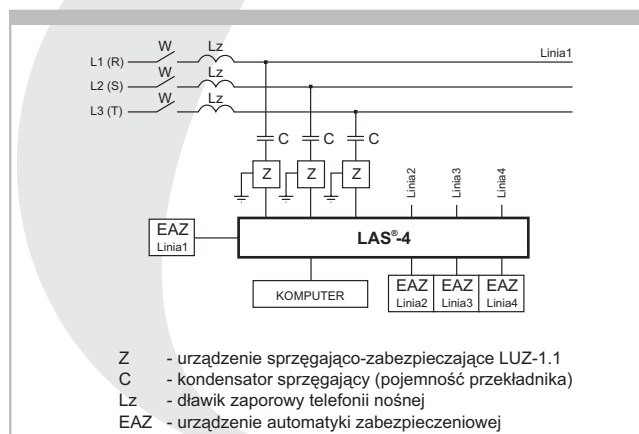 W Lz Linia1
L1 (R)
W Lz
L2 (S)
W Lz
L3 (T)
C C C
Z Z Z Linia2 Linia3 Linia4
EAZ
Linia1
LAS®-4
KOMPUTER
EAZ EAZ EAZ
Linia2 Linia3 Linia4
Z - urządzenie sprzęgająco-zabezpieczające LUZ-1.1
C - kondensator sprzęgający (pojemność przekładnika)
Lz - dławik zaporowy telefonii nośnej
EAZ - urządzenie automatyki zabezpieczeniowej